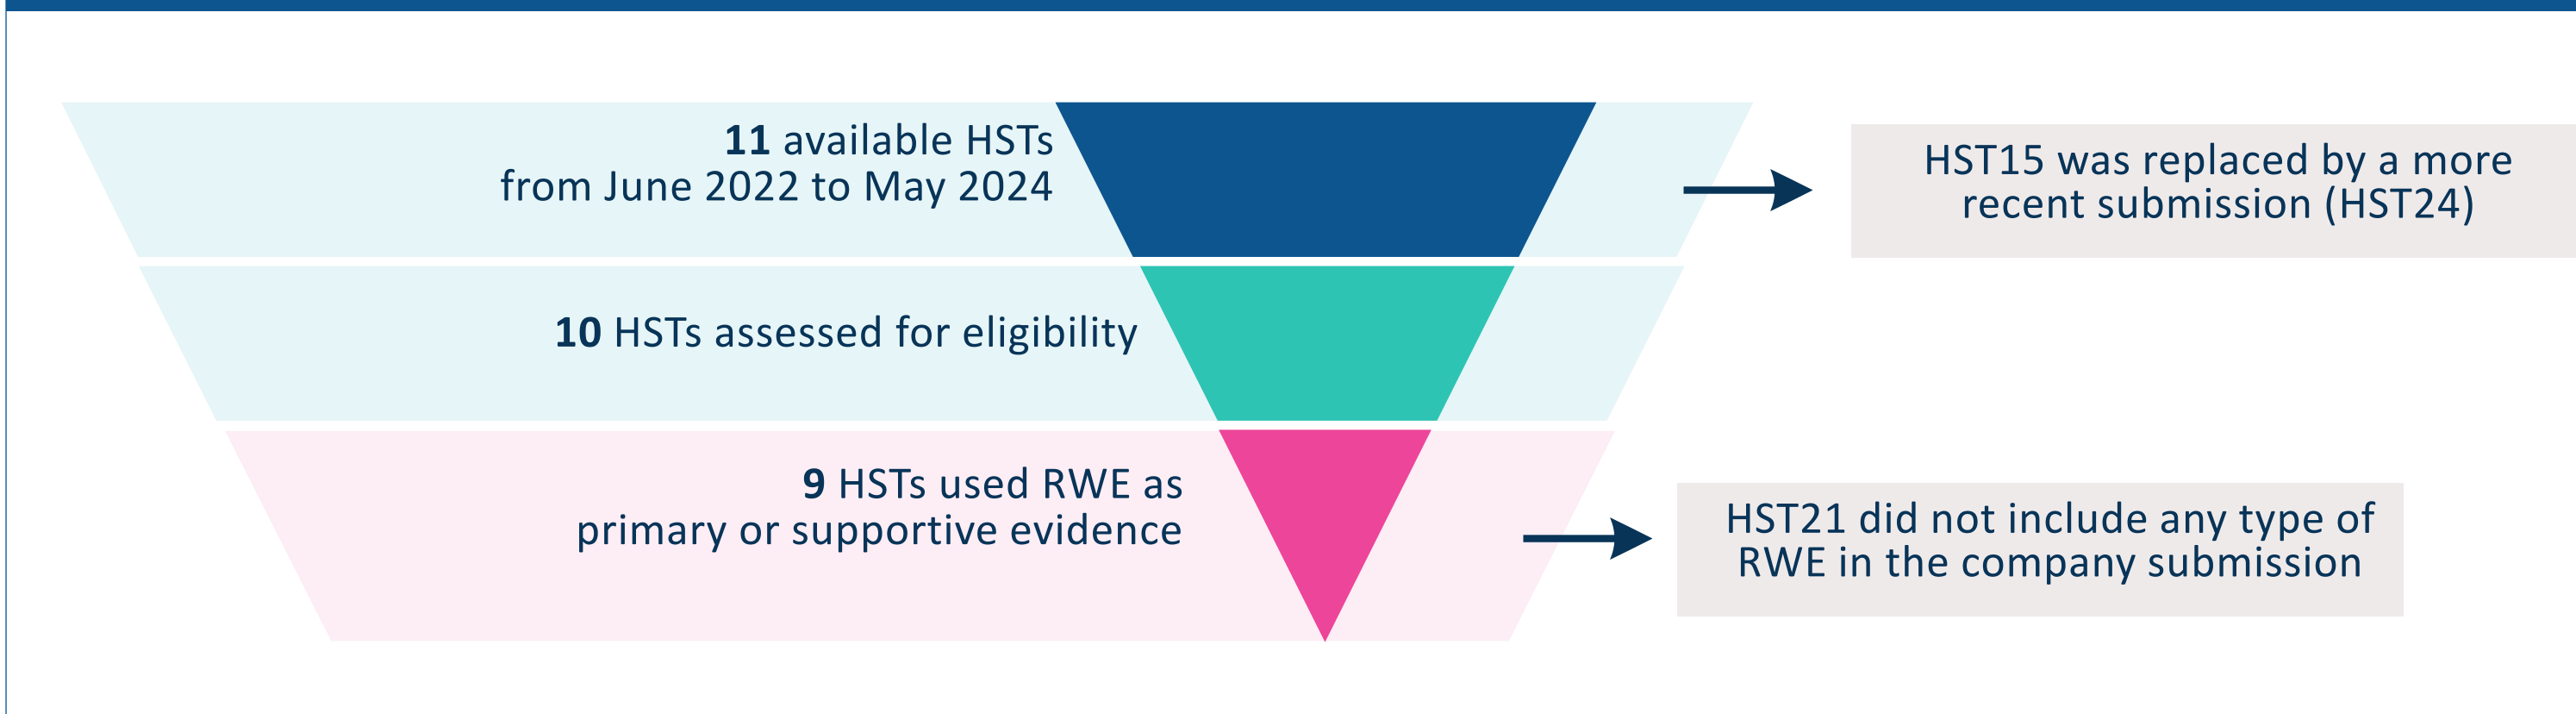 11 available HSTs
from June 2022 to May 2024
HST15 was replaced by a more
recent submission (HST24)
10 HSTs assessed for eligibility
9 HSTs used RWE as
primary or supportive evidence
HST21 did not include any type of
RWE in the company submission